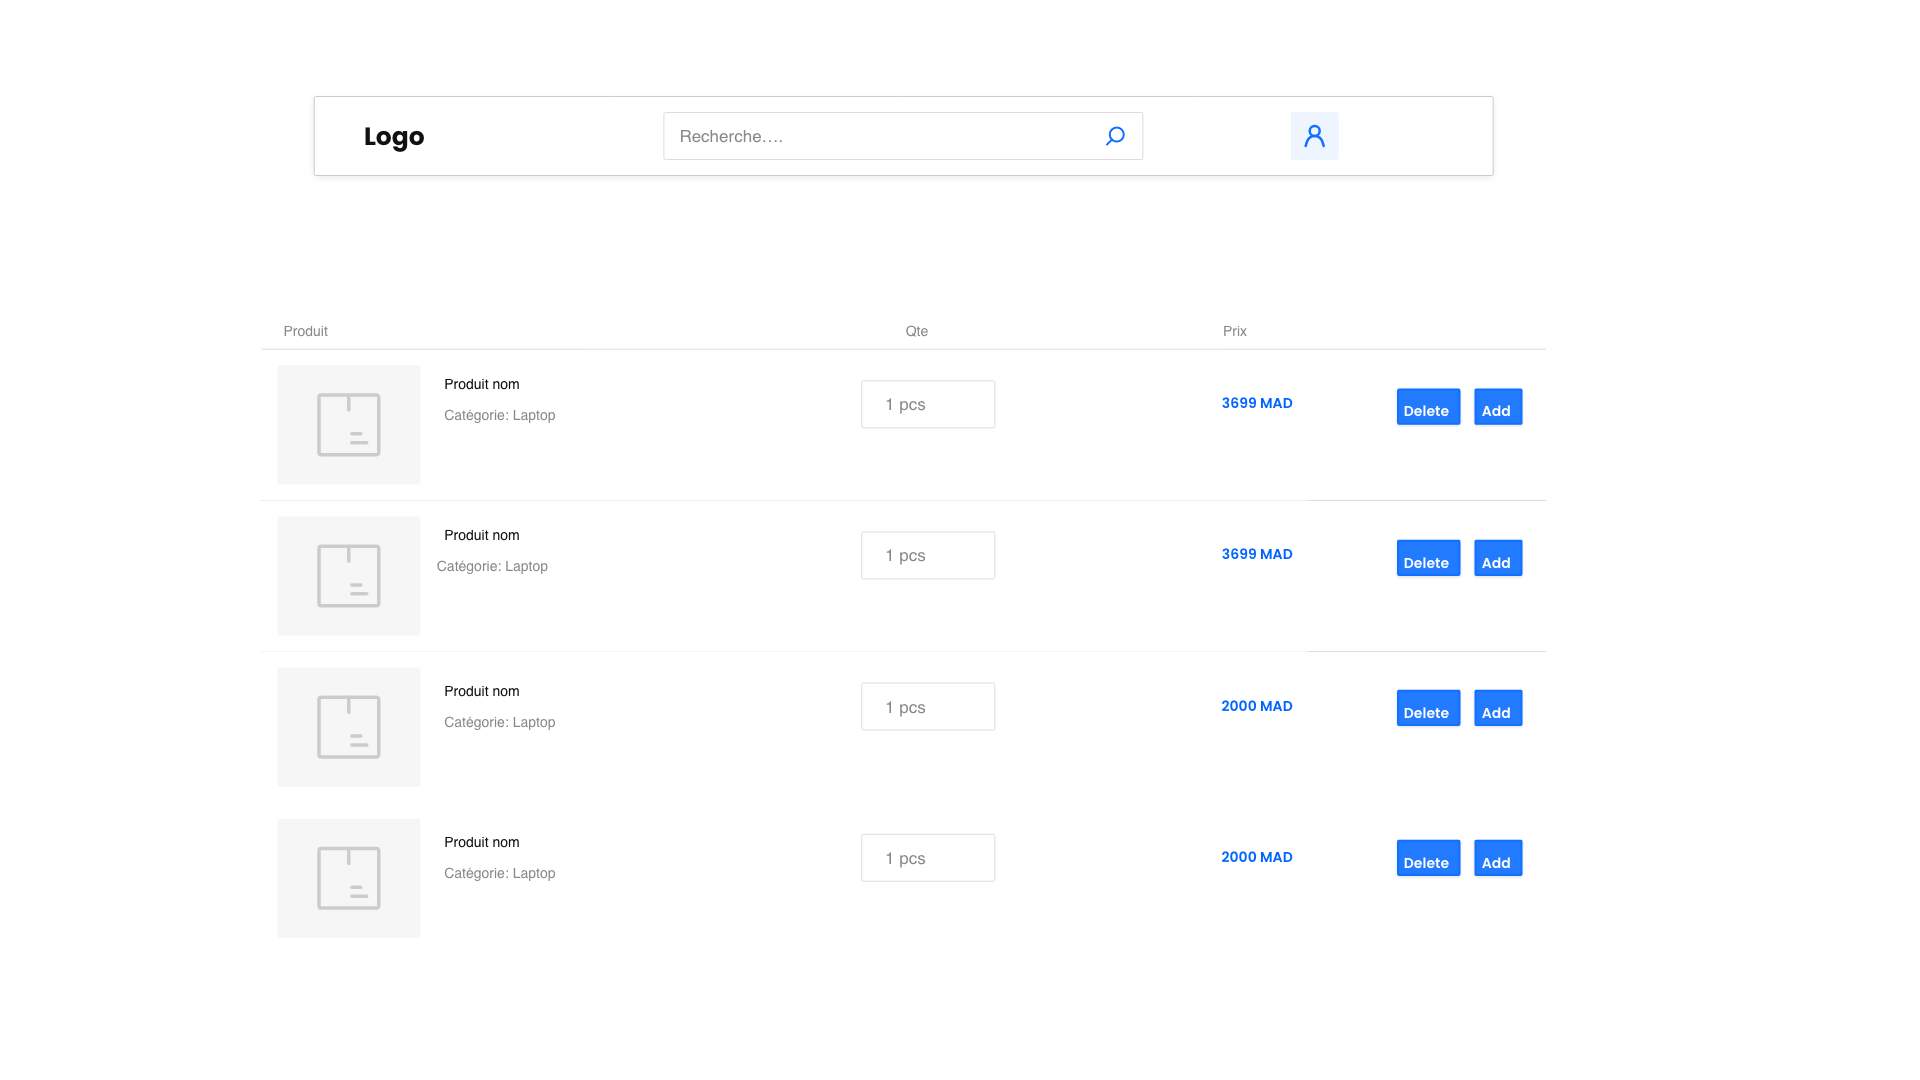 Logo
Recherche....
Produit
Qte
Prix
Produit nom
Catégorie: Laptop
1 pcs
3699 MAD
Delete
Add
Produit nom
Catégorie: Laptop
1 pcs
3699 MAD
Delete
Add
Produit nom
Catégorie: Laptop
1 pcs
2000 MAD
Delete
Add
Produit nom
Catégorie: Laptop
1 pcs
2000 MAD
Delete
Add